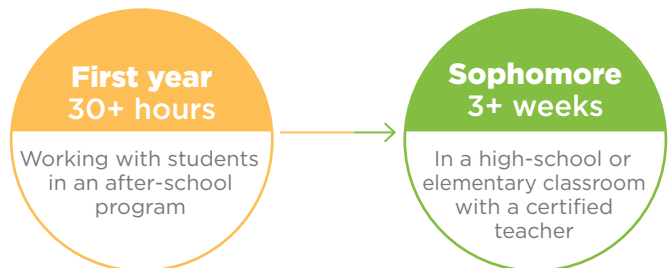 First year
30+ hours
Working with students
in an after-school
program
Sophomore
3+ weeks
In a high-school or
elementary classroom
with a certified
teacher